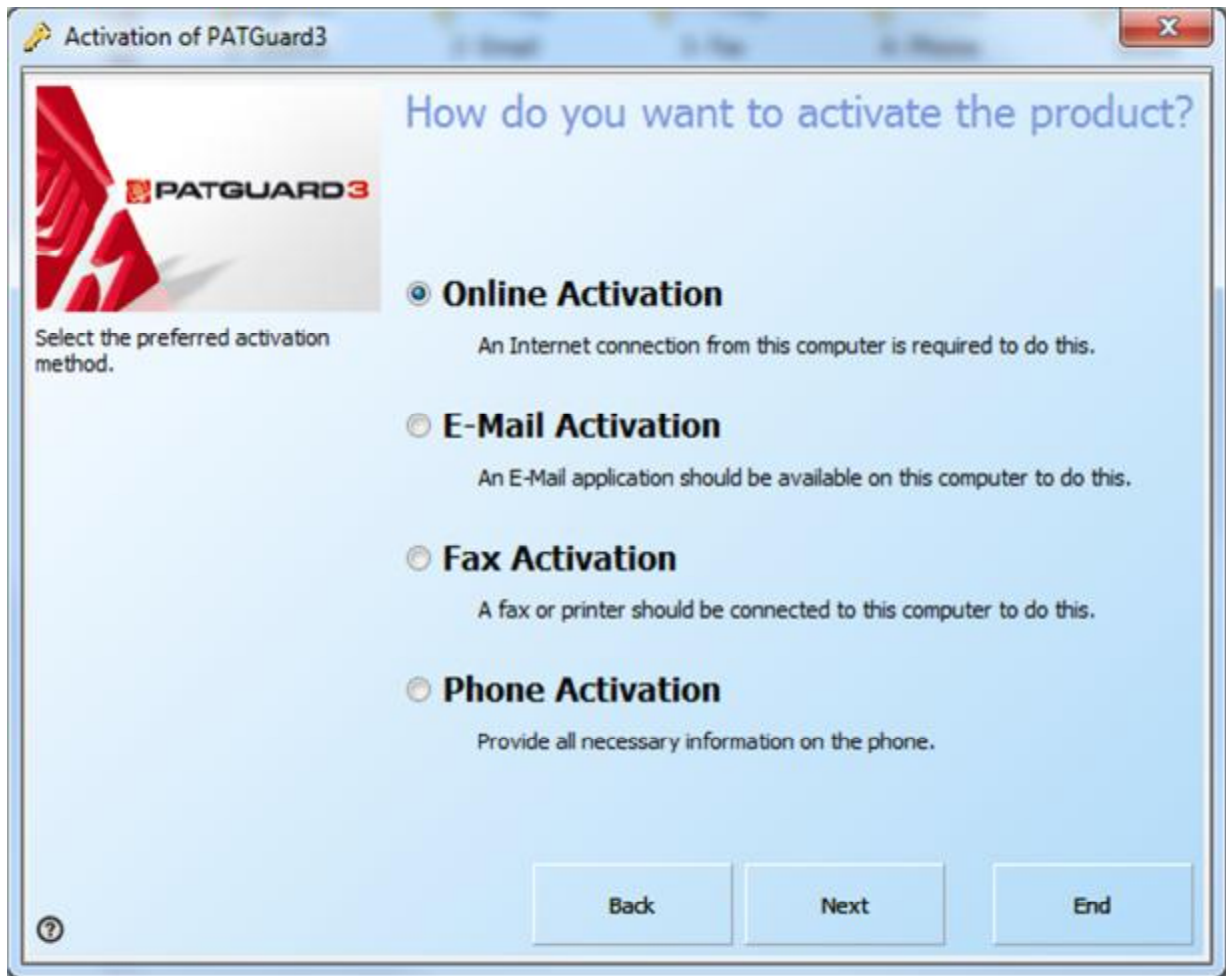 Activation of PATGuard3
How do you want to activate the product?
PATGUARD3
Select the preferred activation
method.
Online Activation
An Internet connection from this computer is required to do this.
E-Mail Activation
An E-Mail application should be available on this computer to do this.
Fax Activation
A fax or printer should be connected to this computer to do this.
Phone Activation
Provide all necessary information on the phone.
Back
Next
End